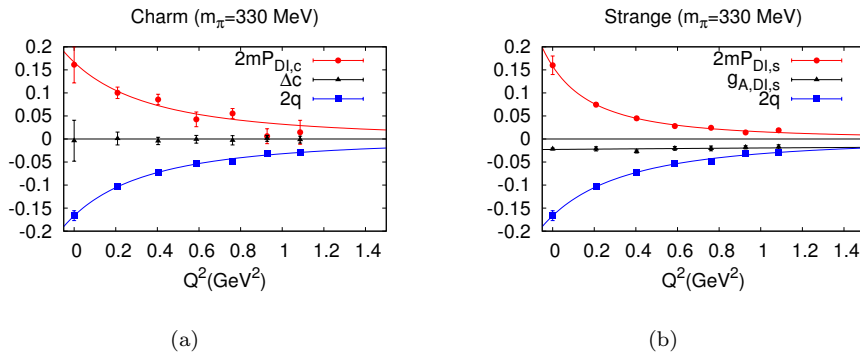 Charm (mπ=330 MeV)
0.2
0.15
0.1
0.05
0
-0.05
-0.1
-0.15
-0.2
2mP_DI,c
Δc
2q
0 0.2 0.4 0.6 0.8 1 1.2 1.4
Q²(GeV²)
(a)
Strange (mπ=330 MeV)
0.2
0.15
0.1
0.05
0
-0.05
-0.1
-0.15
-0.2
2mP_DI,s
g_A,DI,s
2q
0 0.2 0.4 0.6 0.8 1 1.2 1.4
Q²(GeV²)
(b)